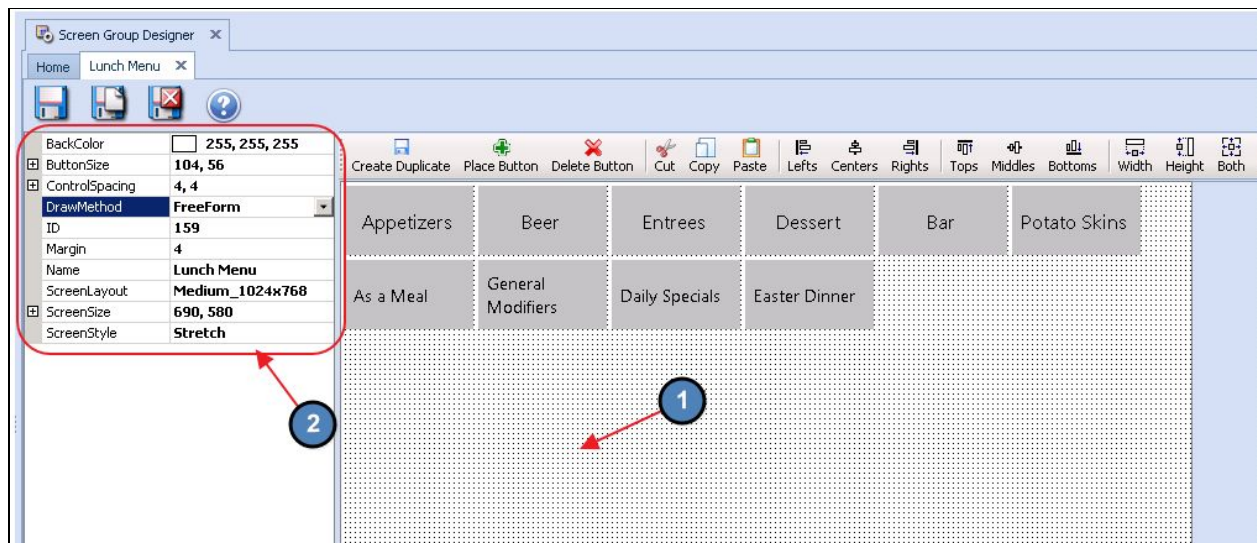 Screen Group Designer X
Home Lunch Menu X
?
BackColor 255, 255, 255
ButtonSize 104, 56
ControlSpacing 4, 4
DrawMethod FreeForm
ID 159
Margin 4
Name Lunch Menu
ScreenLayout Medium_1024x768
ScreenSize 690, 580
ScreenStyle Stretch
Create Duplicate Place Button Delete Button Cut Copy Paste Lefts Centers Rights Tops Middles Bottoms Width Height Both
Appetizers Beer Entrees Dessert Bar Potato Skins
As a Meal General Modifiers Daily Specials Easter Dinner
1
2